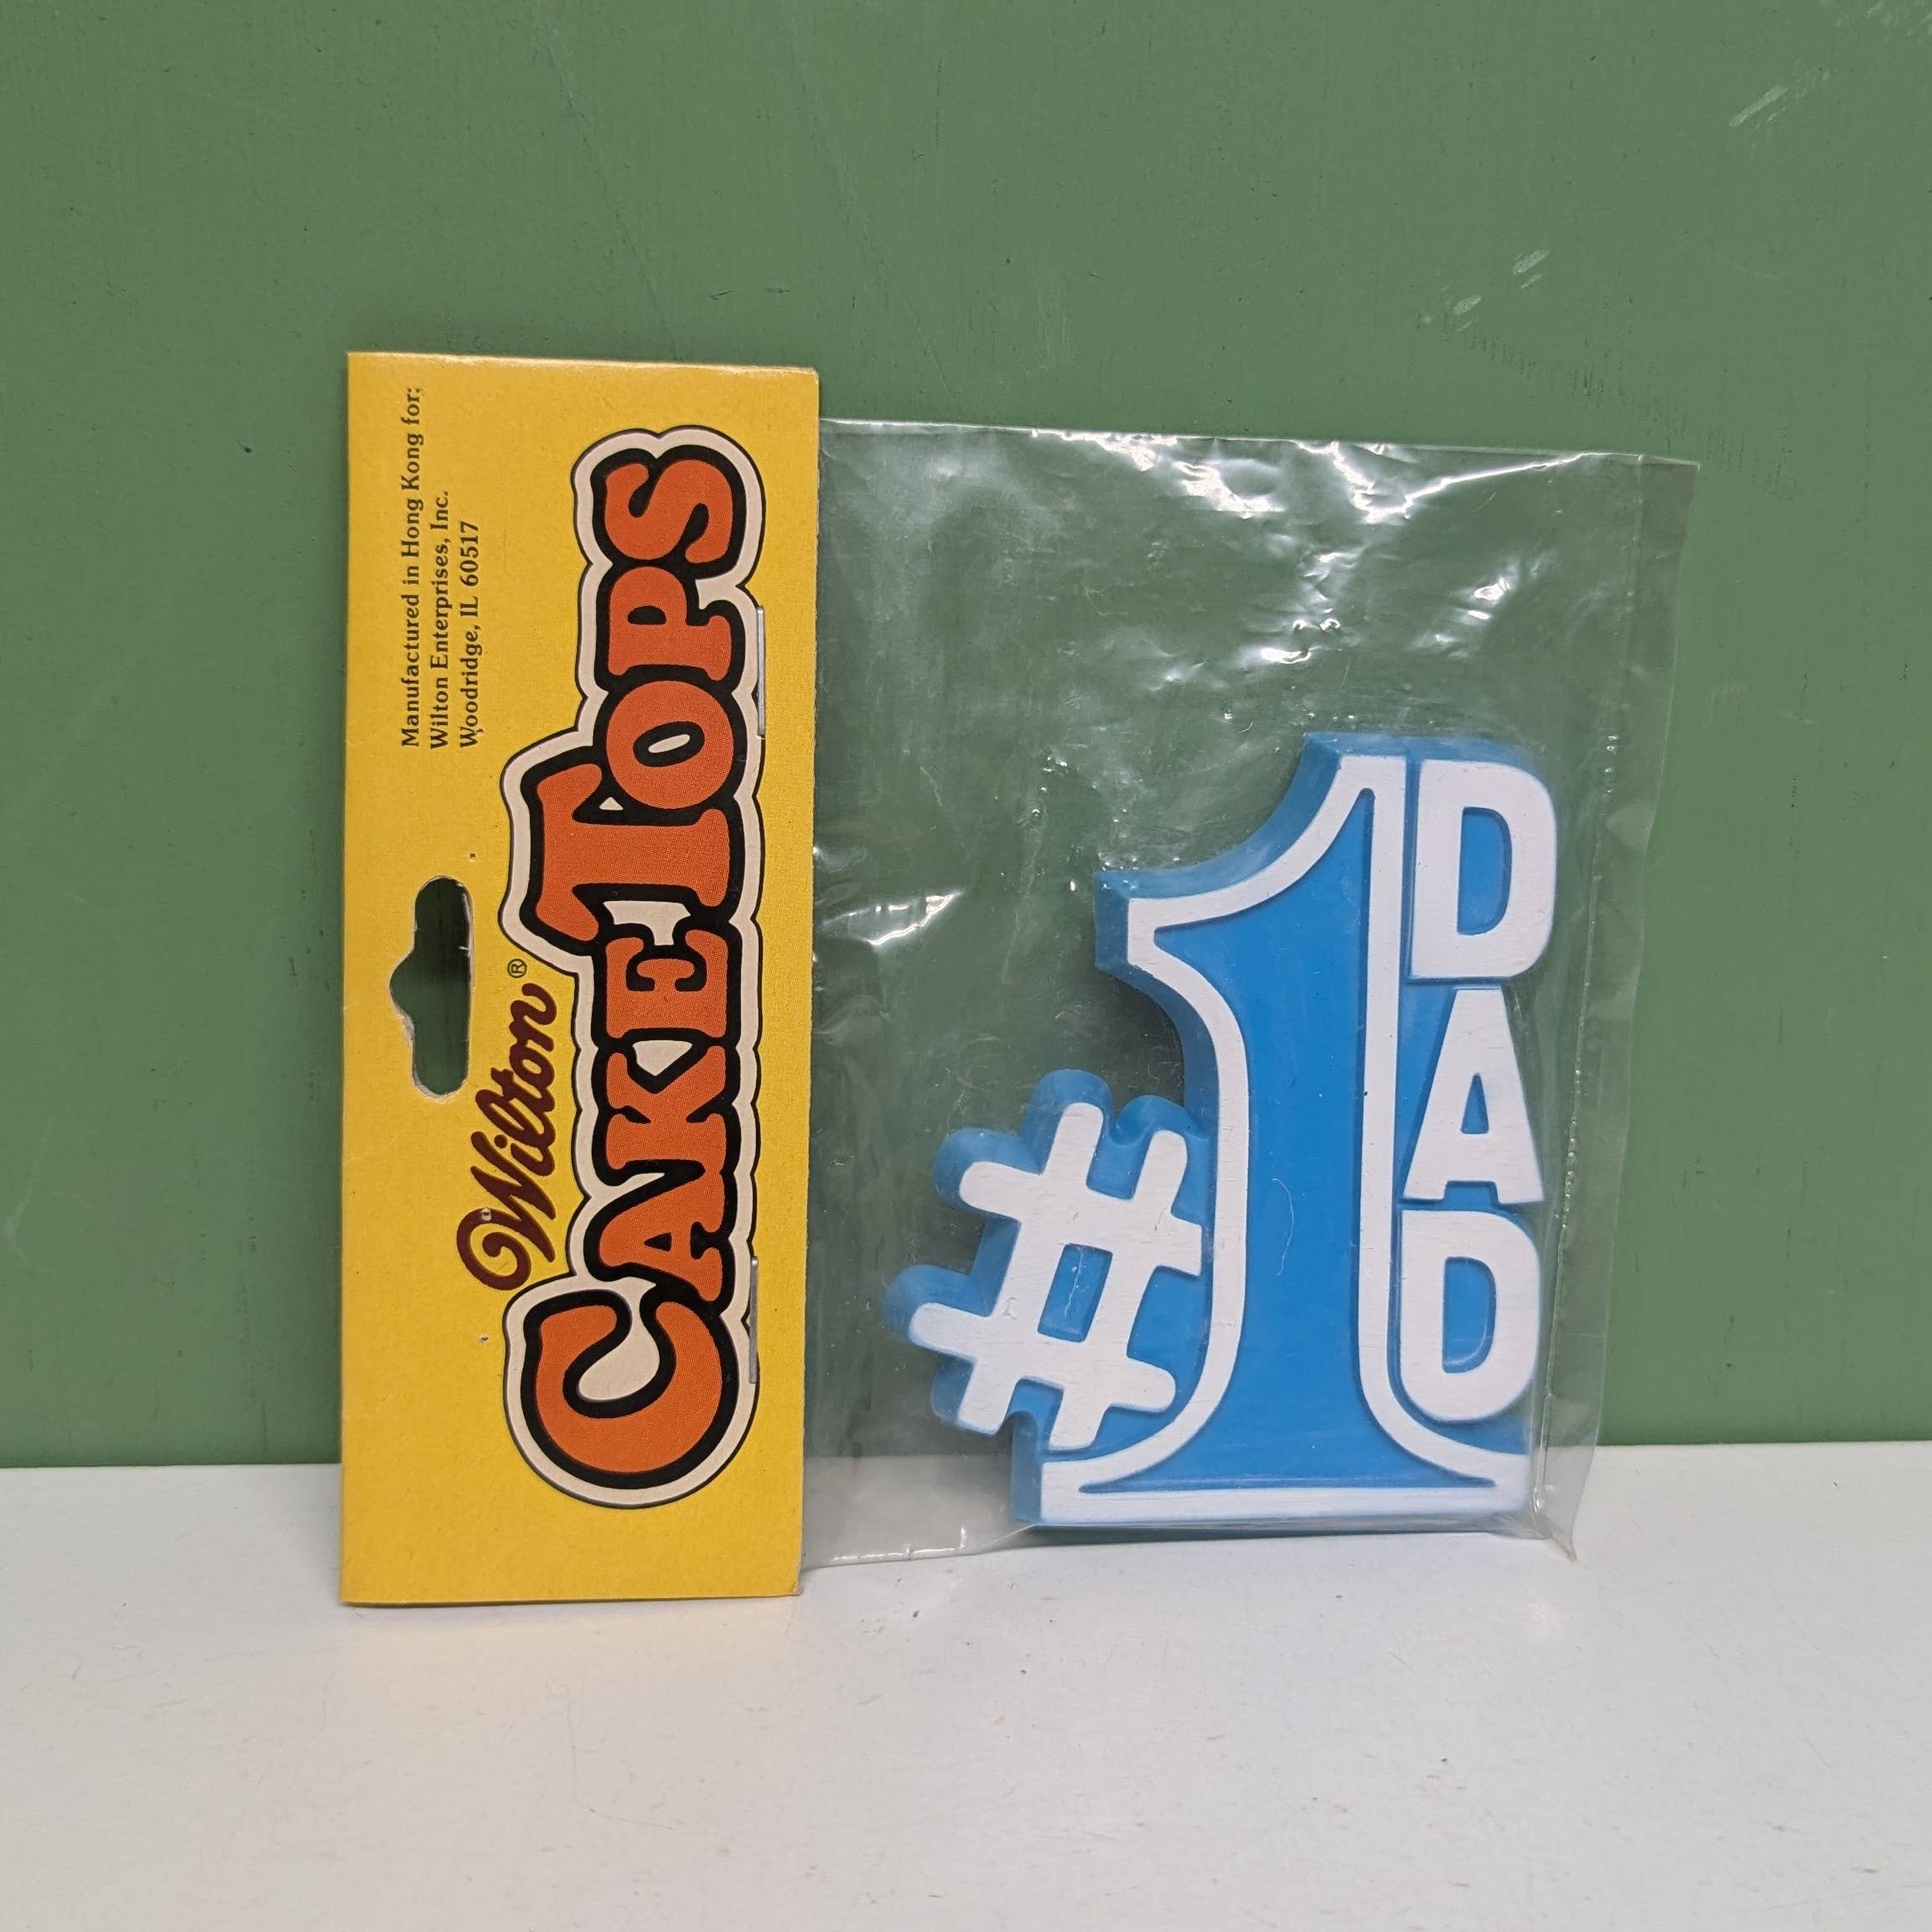 Manufactured in Hong Kong for:
Wilton Enterprises, Inc.
Woodridge, IL 60517
Wilton®
CAKE TOPS
#1
DAD